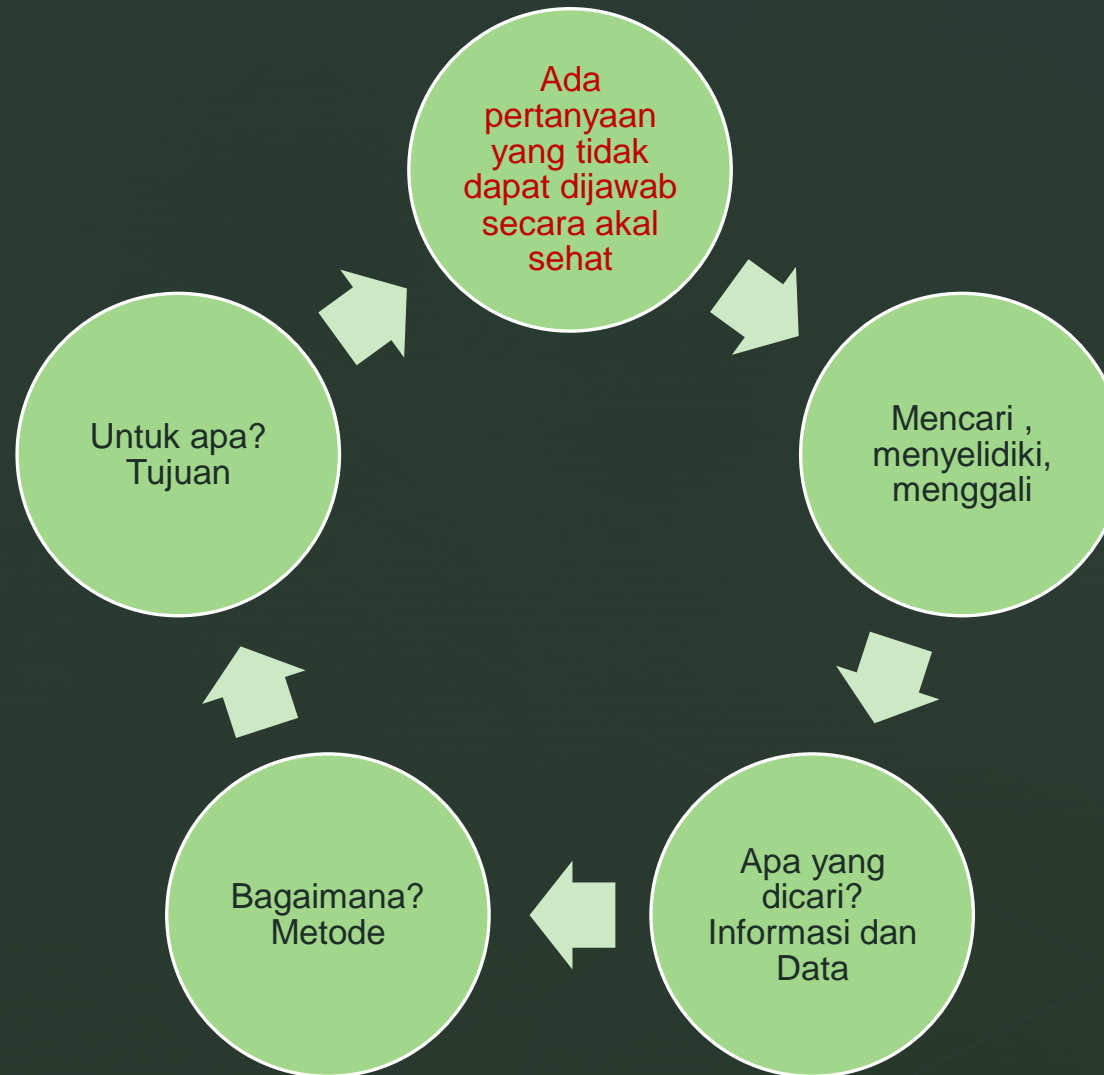 Ada
pertanyaan
yang tidak
dapat dijawab
secara akal
sehat
Mencari ,
menyelidiki,
menggali
Apa yang
dicari?
Informasi dan
Data
Bagaimana?
Metode
Untuk apa?
Tujuan